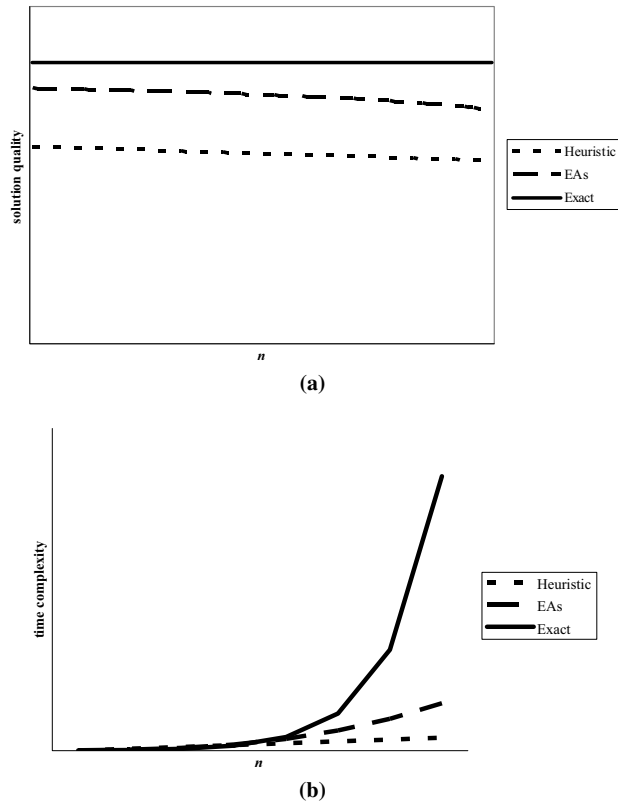 solution quality
Heuristic
EAs
Exact
n
(a)
time complexity
Heuristic
EAs
Exact
n
(b)